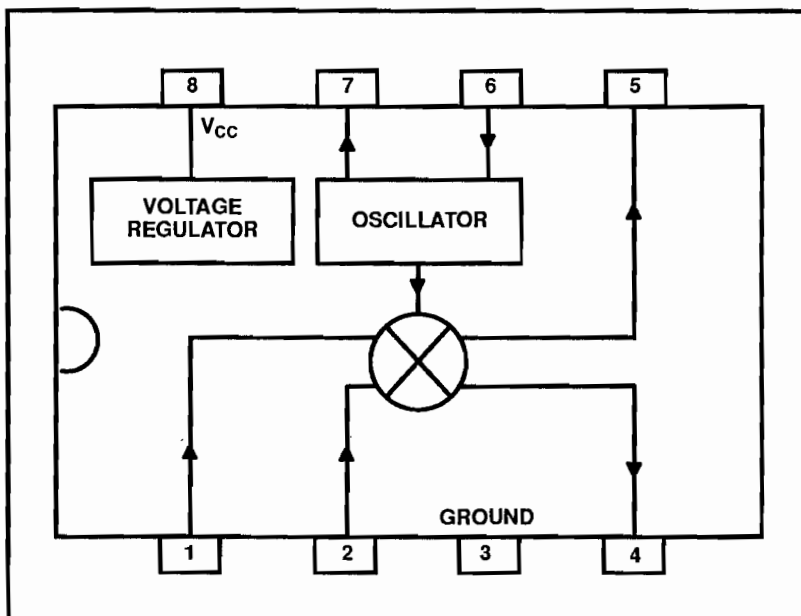 8 7 6 5
VCC
VOLTAGE
REGULATOR
OSCILLATOR
GROUND
1 2 3 4